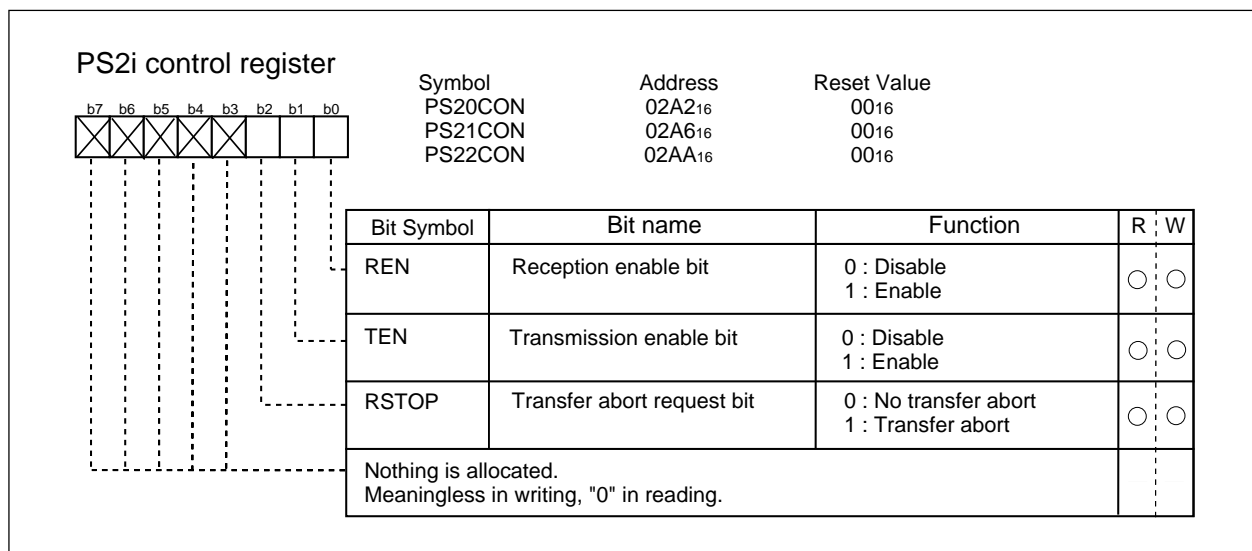 PS2i control register
Symbol Address Reset Value
PS20CON 02A216 0016
PS21CON 02A616 0016
PS22CON 02AA16 0016
b7 b6 b5 b4 b3 b2 b1 b0
Bit Symbol Bit name Function R W
REN Reception enable bit 0 : Disable
1 : Enable
TEN Transmission enable bit 0 : Disable
1 : Enable
RSTOP Transfer abort request bit 0 : No transfer abort
1 : Transfer abort
Nothing is allocated.
Meaningless in writing, "0" in reading.